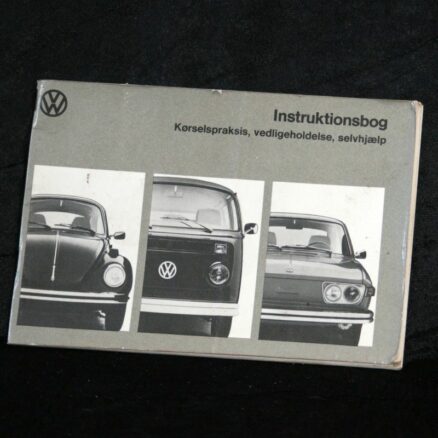 Instruktionsbog
Kørselspraksis, vedligeholdelse, selvhjælp